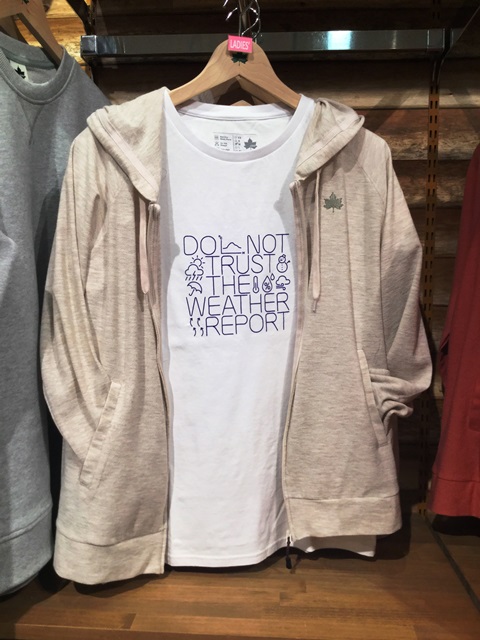 LADIES'
DO NOT
TRUST
THE
WEATHER
REPORT